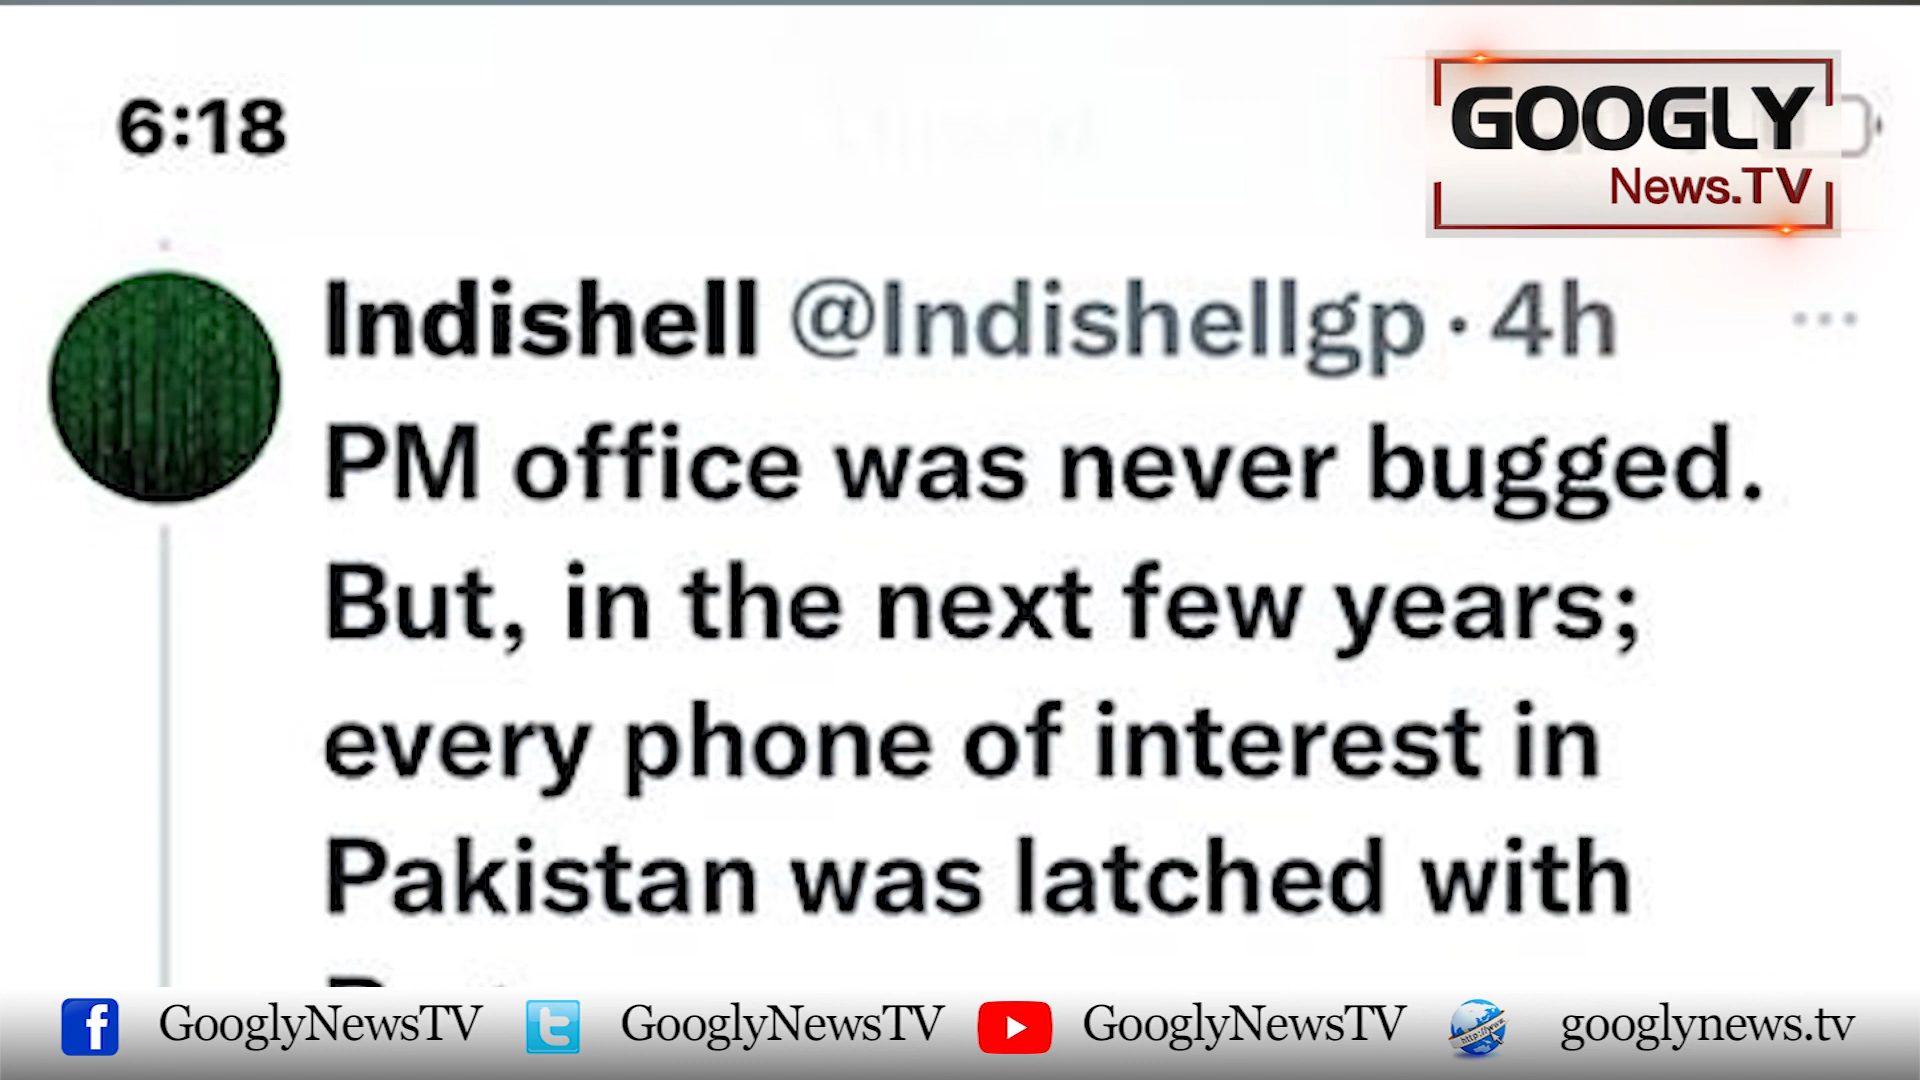 6:18
GOOGLY
News.TV
Indishell @Indishellgp · 4h
PM office was never bugged.
But, in the next few years;
every phone of interest in
Pakistan was latched with
GooglyNewsTV GooglyNewsTV GooglyNewsTV googlynews.tv